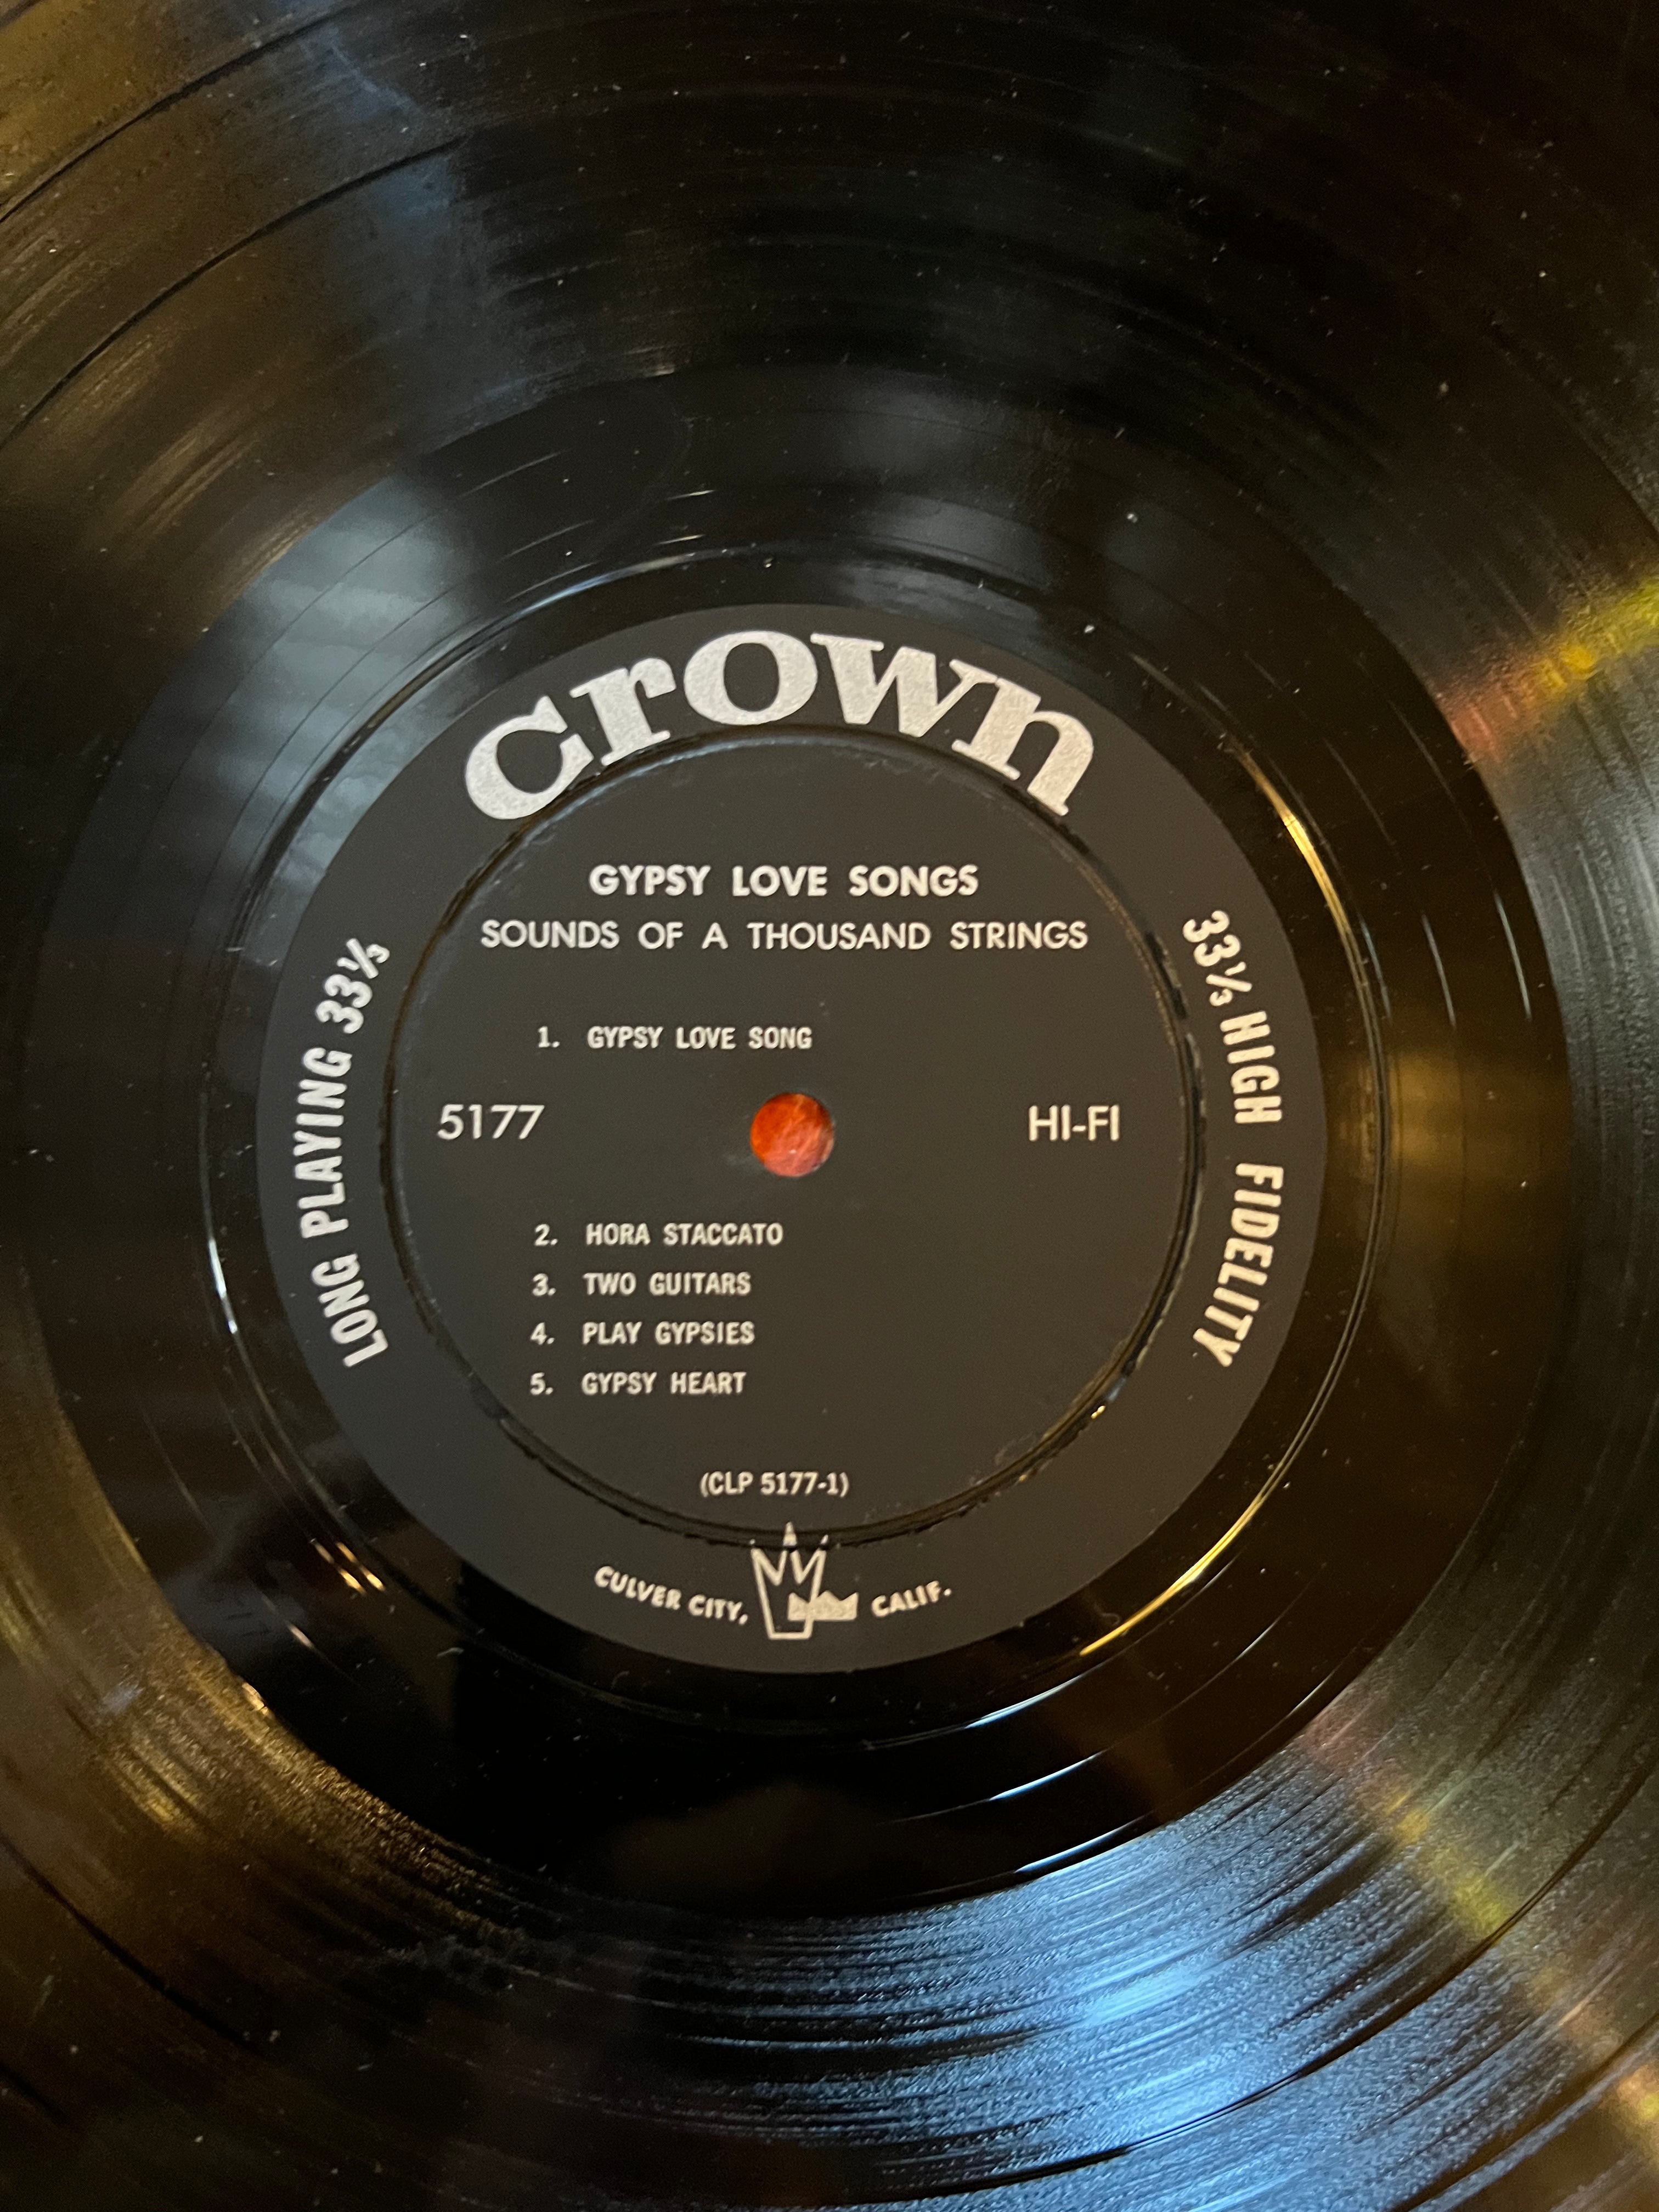 crown
GYPSY LOVE SONGS
SOUNDS OF A THOUSAND STRINGS
1. GYPSY LOVE SONG
5177
HI-FI
LONG PLAYING 33⅓
33⅓ HIGH FIDELITY
2. HORA STACCATO
3. TWO GUITARS
4. PLAY GYPSIES
5. GYPSY HEART
(CLP 5177-1)
CULVER CITY, CALIF.